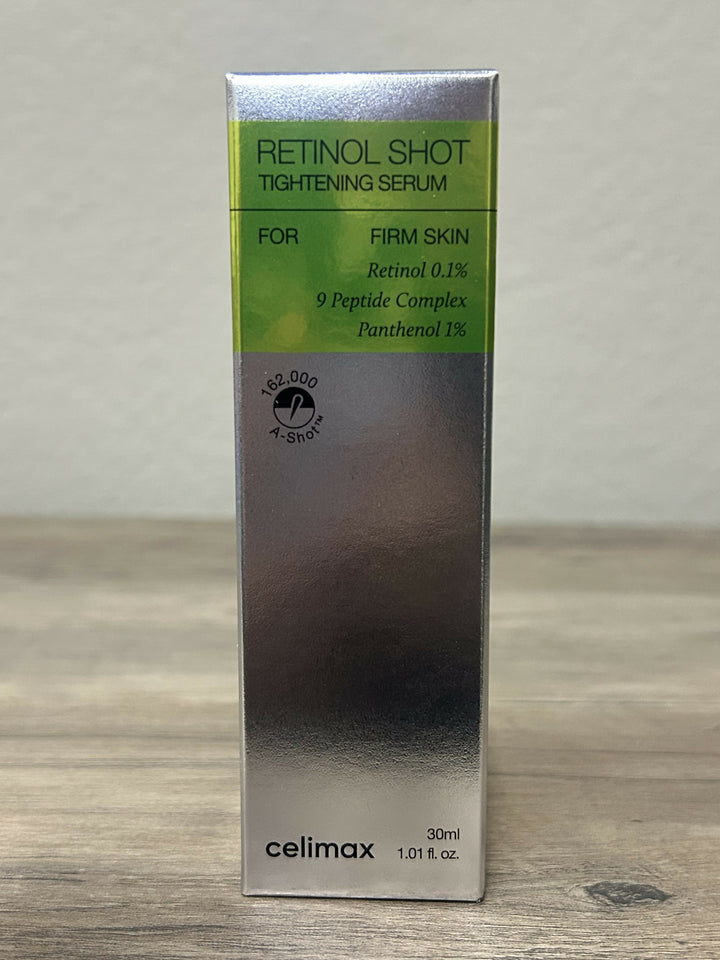 RETINOL SHOT
TIGHTENING SERUM
FOR FIRM SKIN
Retinol 0.1%
9 Peptide Complex
Panthenol 1%
162,000
A-Shot™
celimax
30ml
1.01 fl. oz.